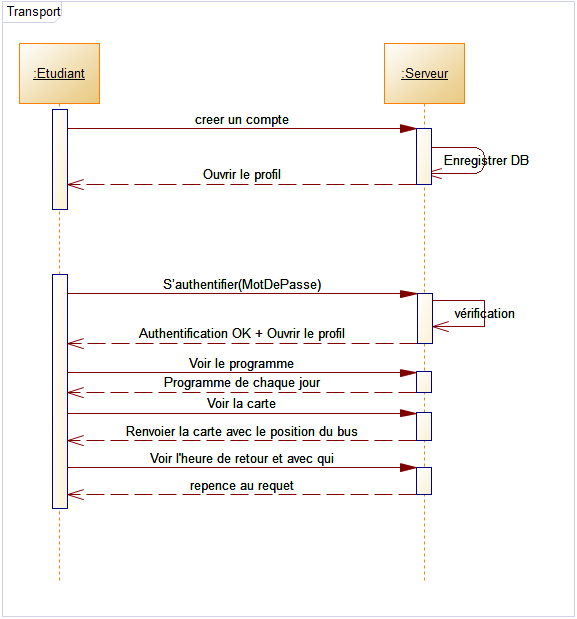 Transport
:Etudiant
:Serveur
creer un compte
Enregistrer DB
Ouvrir le profil
S'authentifier(MotDePasse)
vérification
Authentification OK + Ouvrir le profil
Voir le programme
Programme de chaque jour
Voir la carte
Renvoier la carte avec le position du bus
Voir l'heure de retour et avec qui
repence au requet